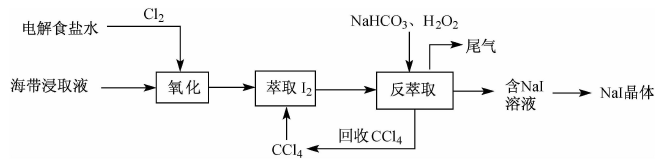 电解食盐水
Cl₂
海带浸取液
氧化
萃取 I₂
CCl₄
NaHCO₃、H₂O₂
尾气
反萃取
回收CCl₄
含NaI
溶液
NaI晶体